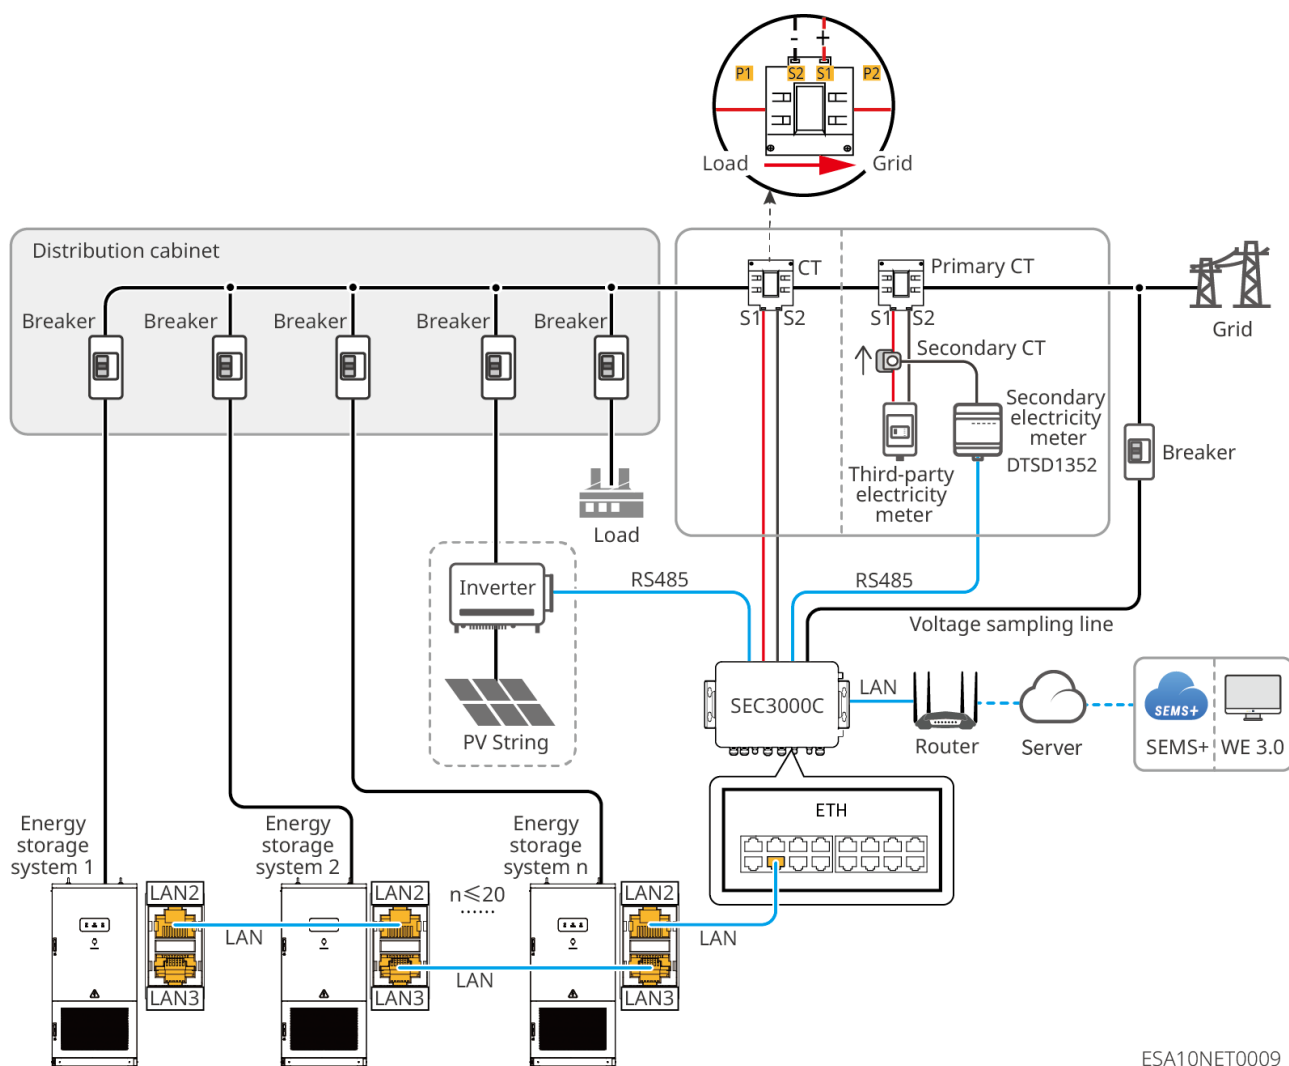 - +
P1 S2 S1 P2
Load Grid
Distribution cabinet
CT
Primary CT
Breaker Breaker Breaker Breaker Breaker
S1 S2
S1 S2
Grid
Secondary CT
Secondary
electricity
meter
DTSD1352
Breaker
Third-party
electricity
meter
Load
Inverter
RS485
RS485
Voltage sampling line
PV String
SEC3000C
LAN
Router
Server
SEMS+
SEMS+
WE 3.0
ETH
Energy
storage
system 1
Energy
storage
system 2
Energy
storage
system n
LAN2
LAN2
n≤20
......
LAN2
LAN
LAN
LAN
LAN3
LAN3
LAN3
ESA10NET0009